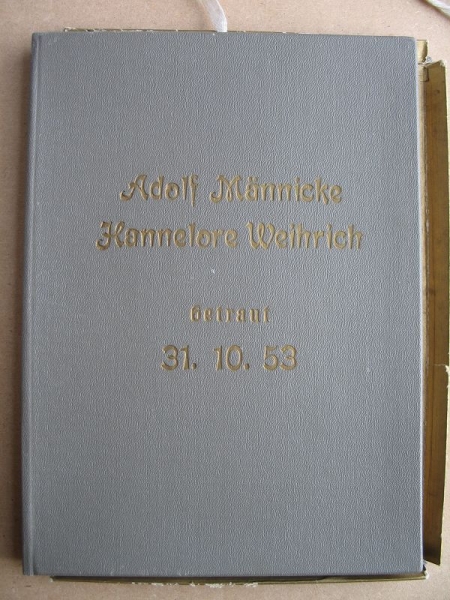 Adolf Männicke
Hannelore Weihrich
Getraut
31. 10. 53